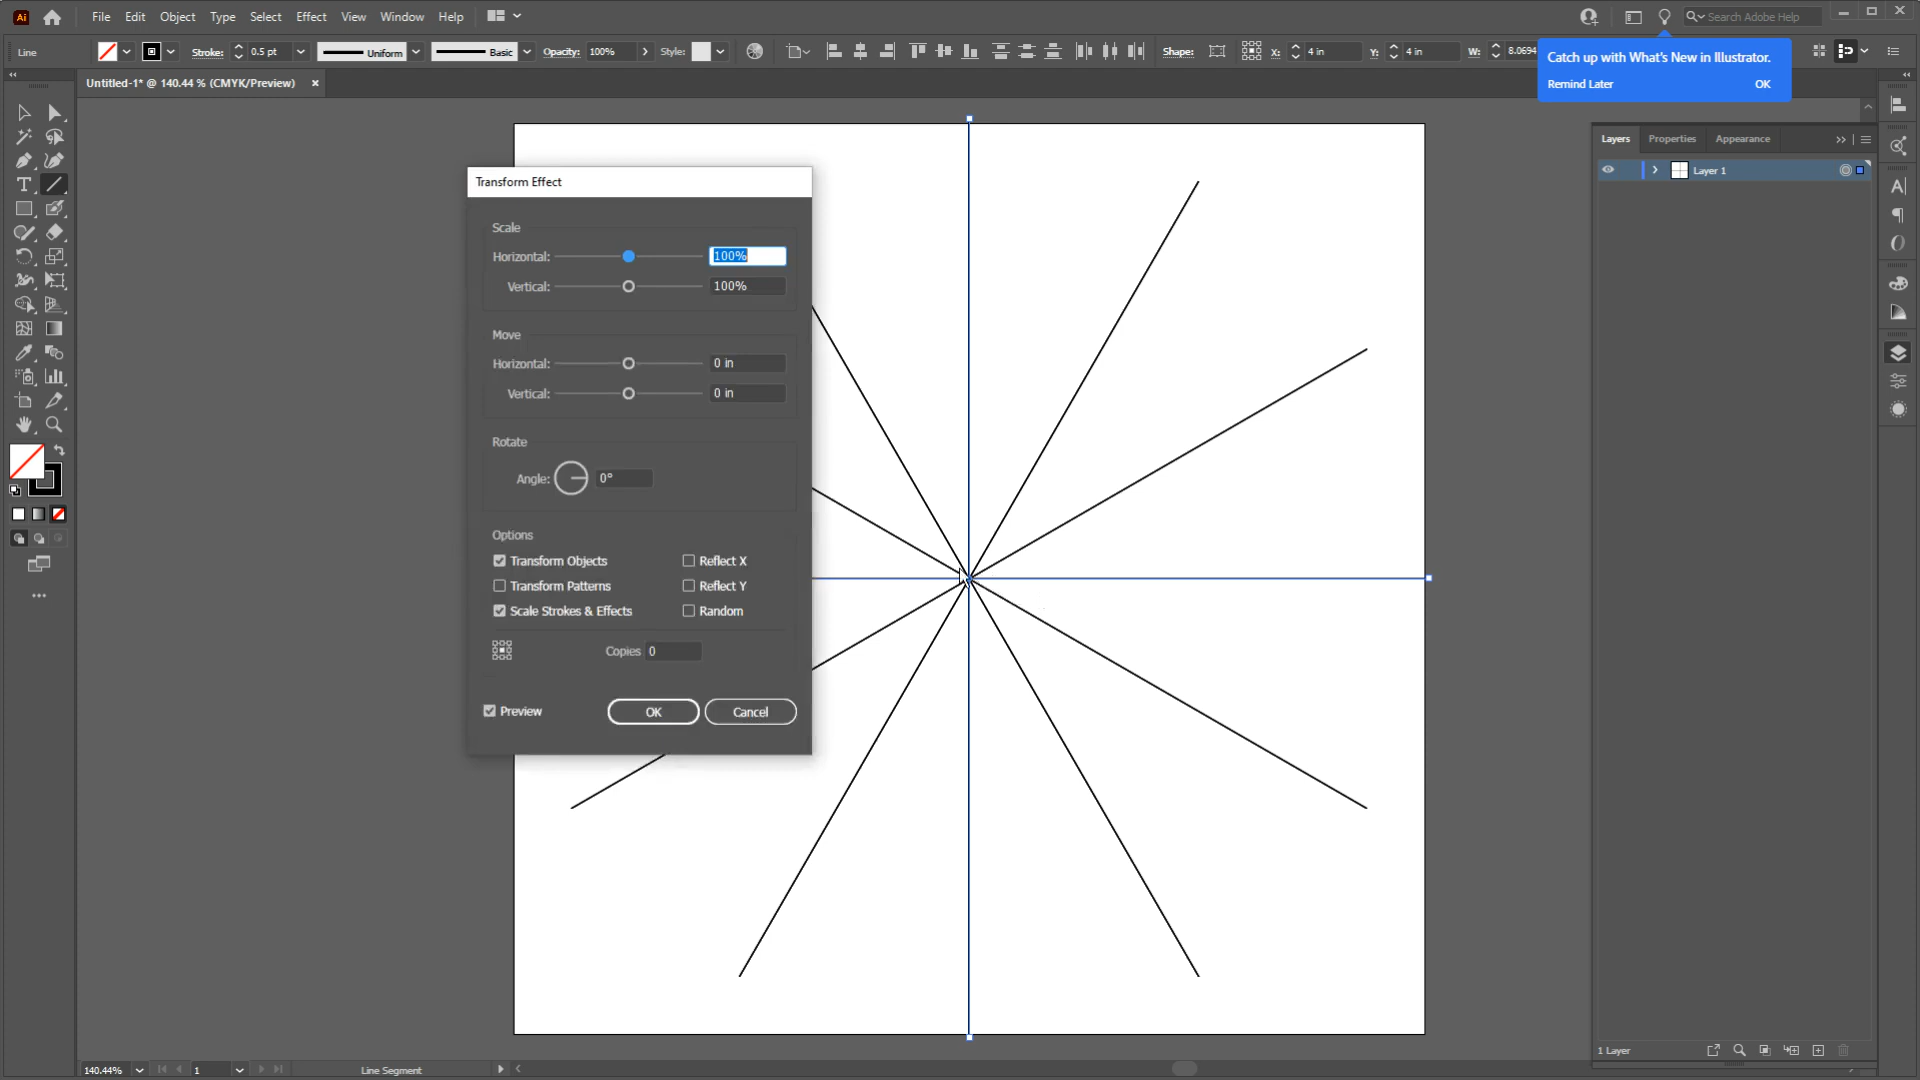 Ai File Edit Object Type Select Effect View Window Help Search Adobe Help
Line Stroke: 0.5 pt Uniform Basic Opacity: 100% Style: Shape: X: 4 in Y: 4 in W: 8.0694
Catch up with What's New in Illustrator.
Remind Later OK
Untitled-1* @ 140.44 % (CMYK/Preview) ×
Layers Properties Appearance
Layer 1
Transform Effect
Scale
Horizontal: 100%
Vertical: 100%
Move
Horizontal: 0 in
Vertical: 0 in
Rotate
Angle: 0°
Options
Transform Objects Reflect X
Transform Patterns Reflect Y
Scale Strokes & Effects Random
Copies 0
Preview OK Cancel
1 Layer
140.44% 1 Line Segment